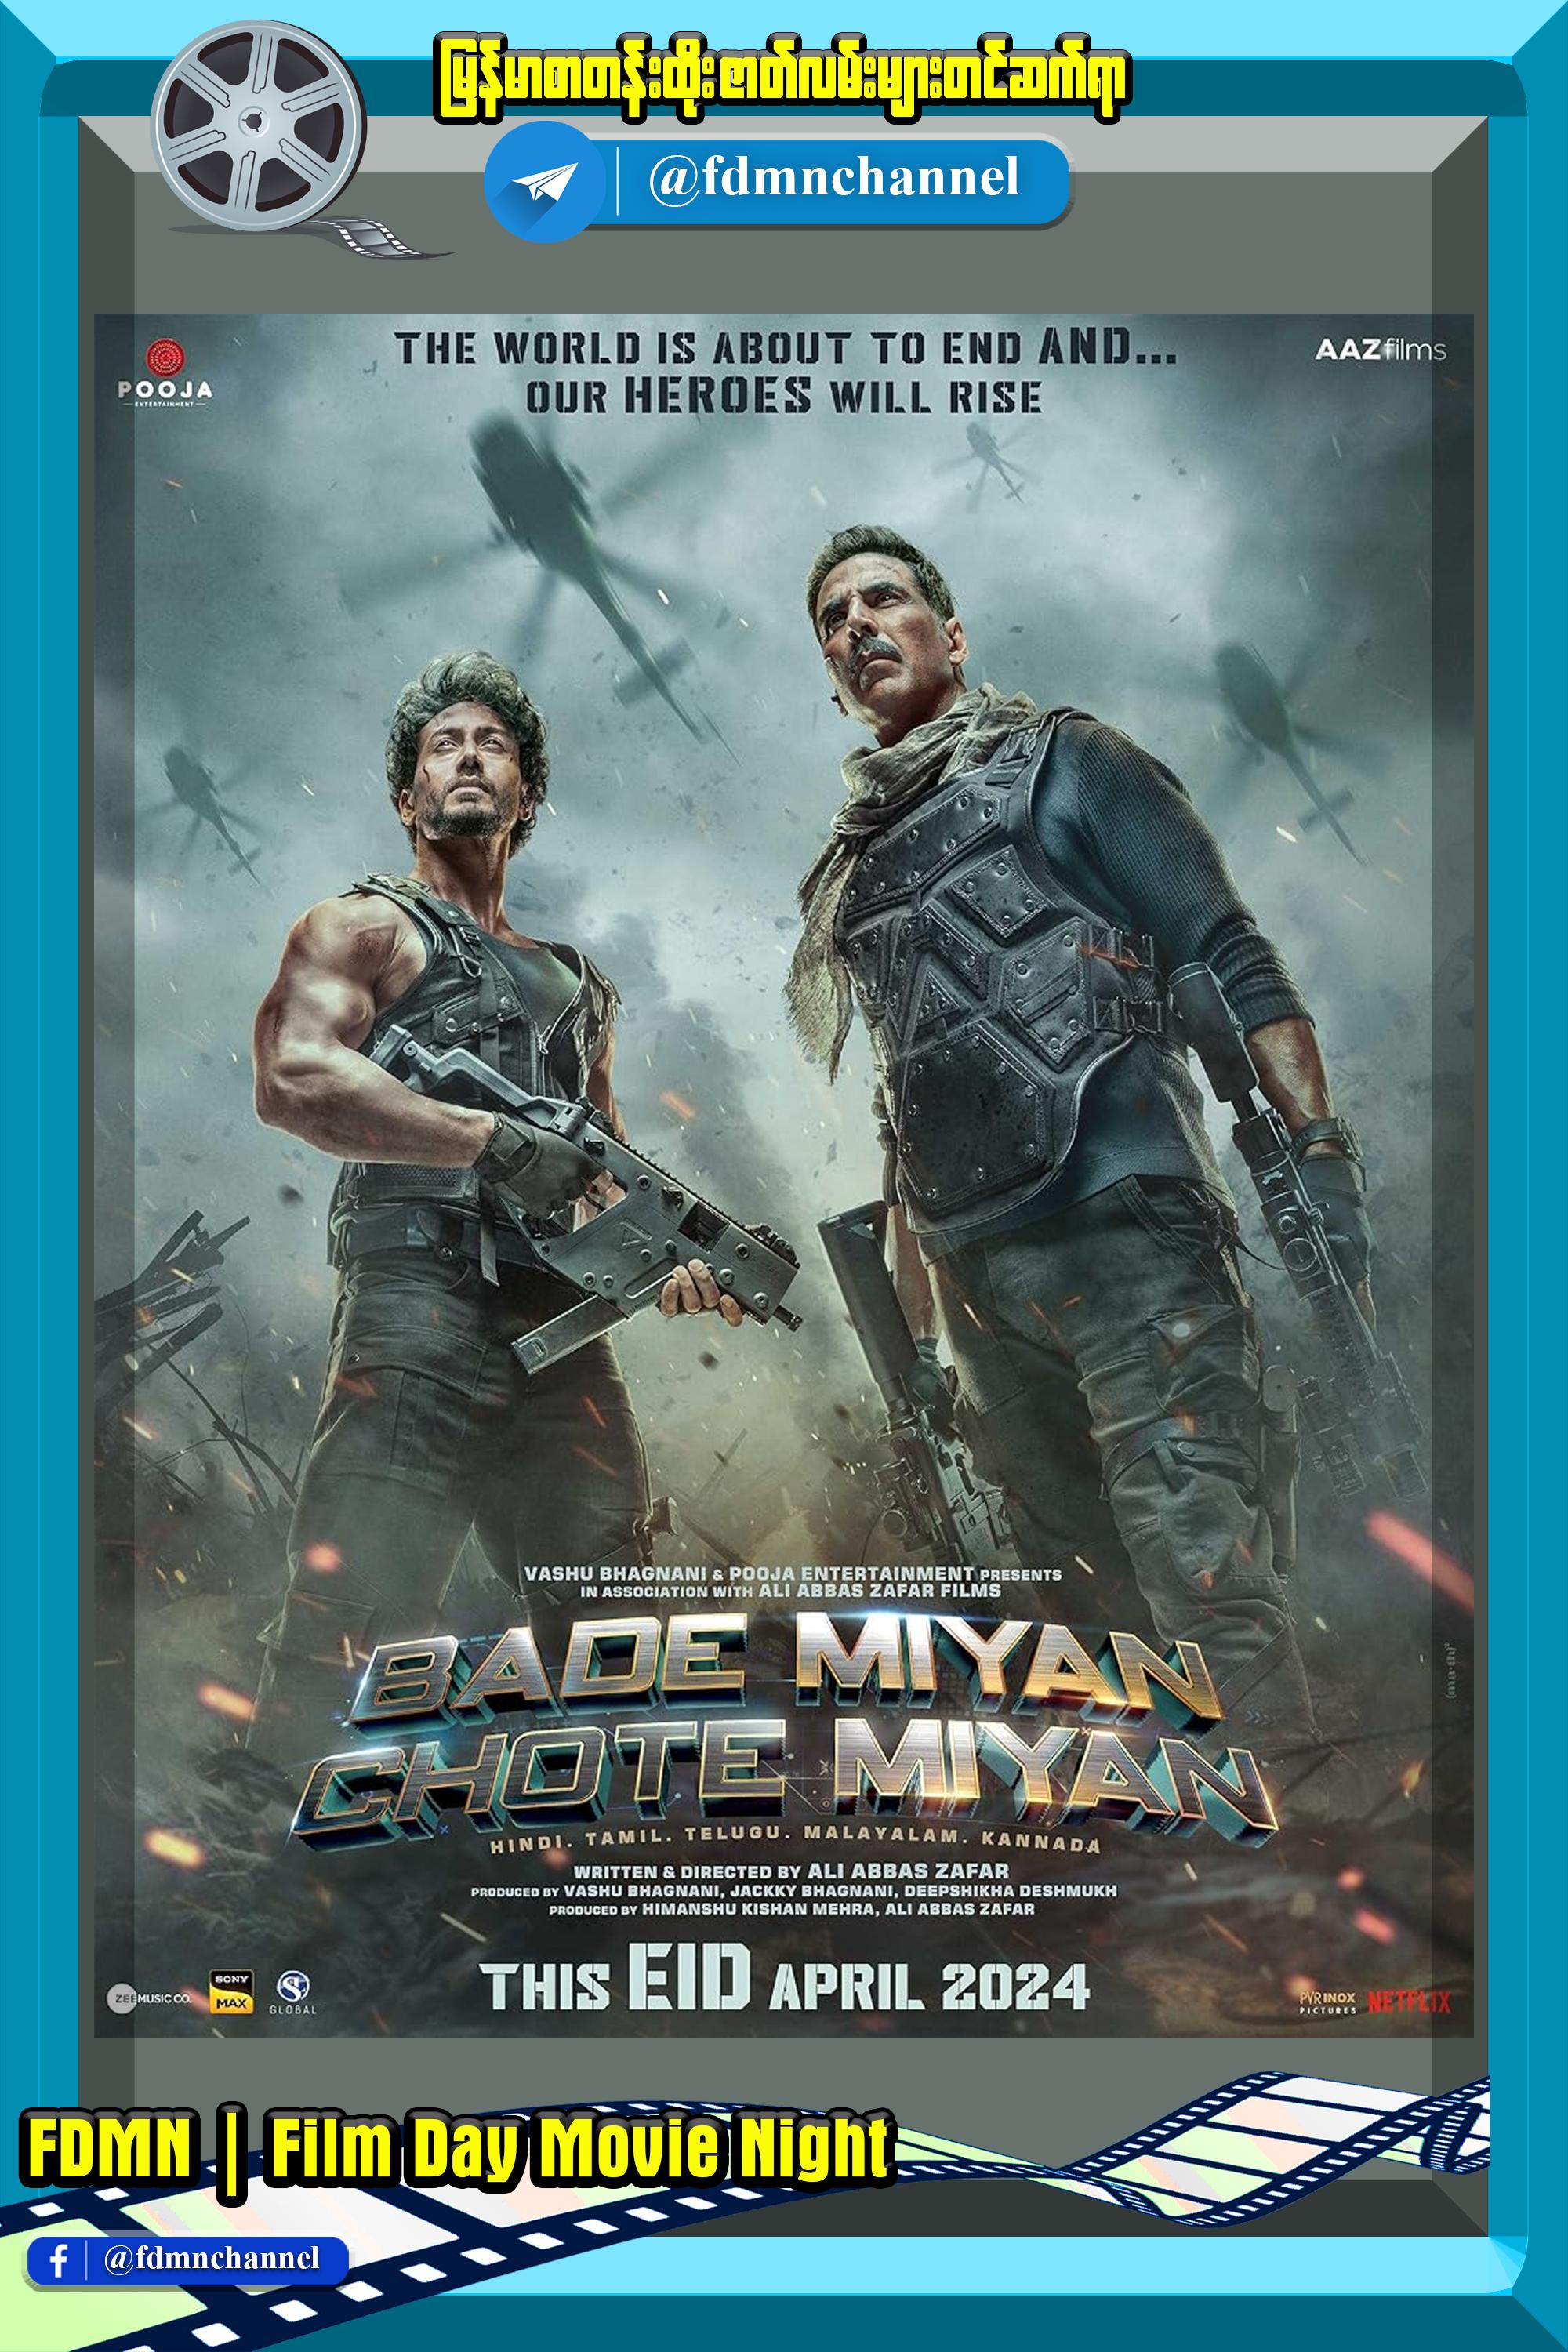 မြန်မာစာတန်းထိုးဇာတ်လမ်းများတင်ဆက်ရာ
@fdmnchannel
POOJA
ENTERTAINMENT
THE WORLD IS ABOUT TO END AND...
OUR HEROES WILL RISE
AAZfilms
VASHU BHAGNANI & POOJA ENTERTAINMENT PRESENTS
IN ASSOCIATION WITH ALI ABBAS ZAFAR FILMS
BADE MIYAN
CHOTE MIYAN
HINDI. TAMIL. TELUGU. MALAYALAM. KANNADA
WRITTEN & DIRECTED BY ALI ABBAS ZAFAR
PRODUCED BY VASHU BHAGNANI, JACKKY BHAGNANI, DEEPSHIKHA DESHMUKH
PRODUCED BY HIMANSHU KISHAN MEHRA, ALI ABBAS ZAFAR
THIS EID APRIL 2024
ZEE MUSIC CO.
SONY
MAX
GLOBAL
PVR INOX
PICTURES
NETFLIX
FDMN | Film Day Movie Night
@fdmnchannel